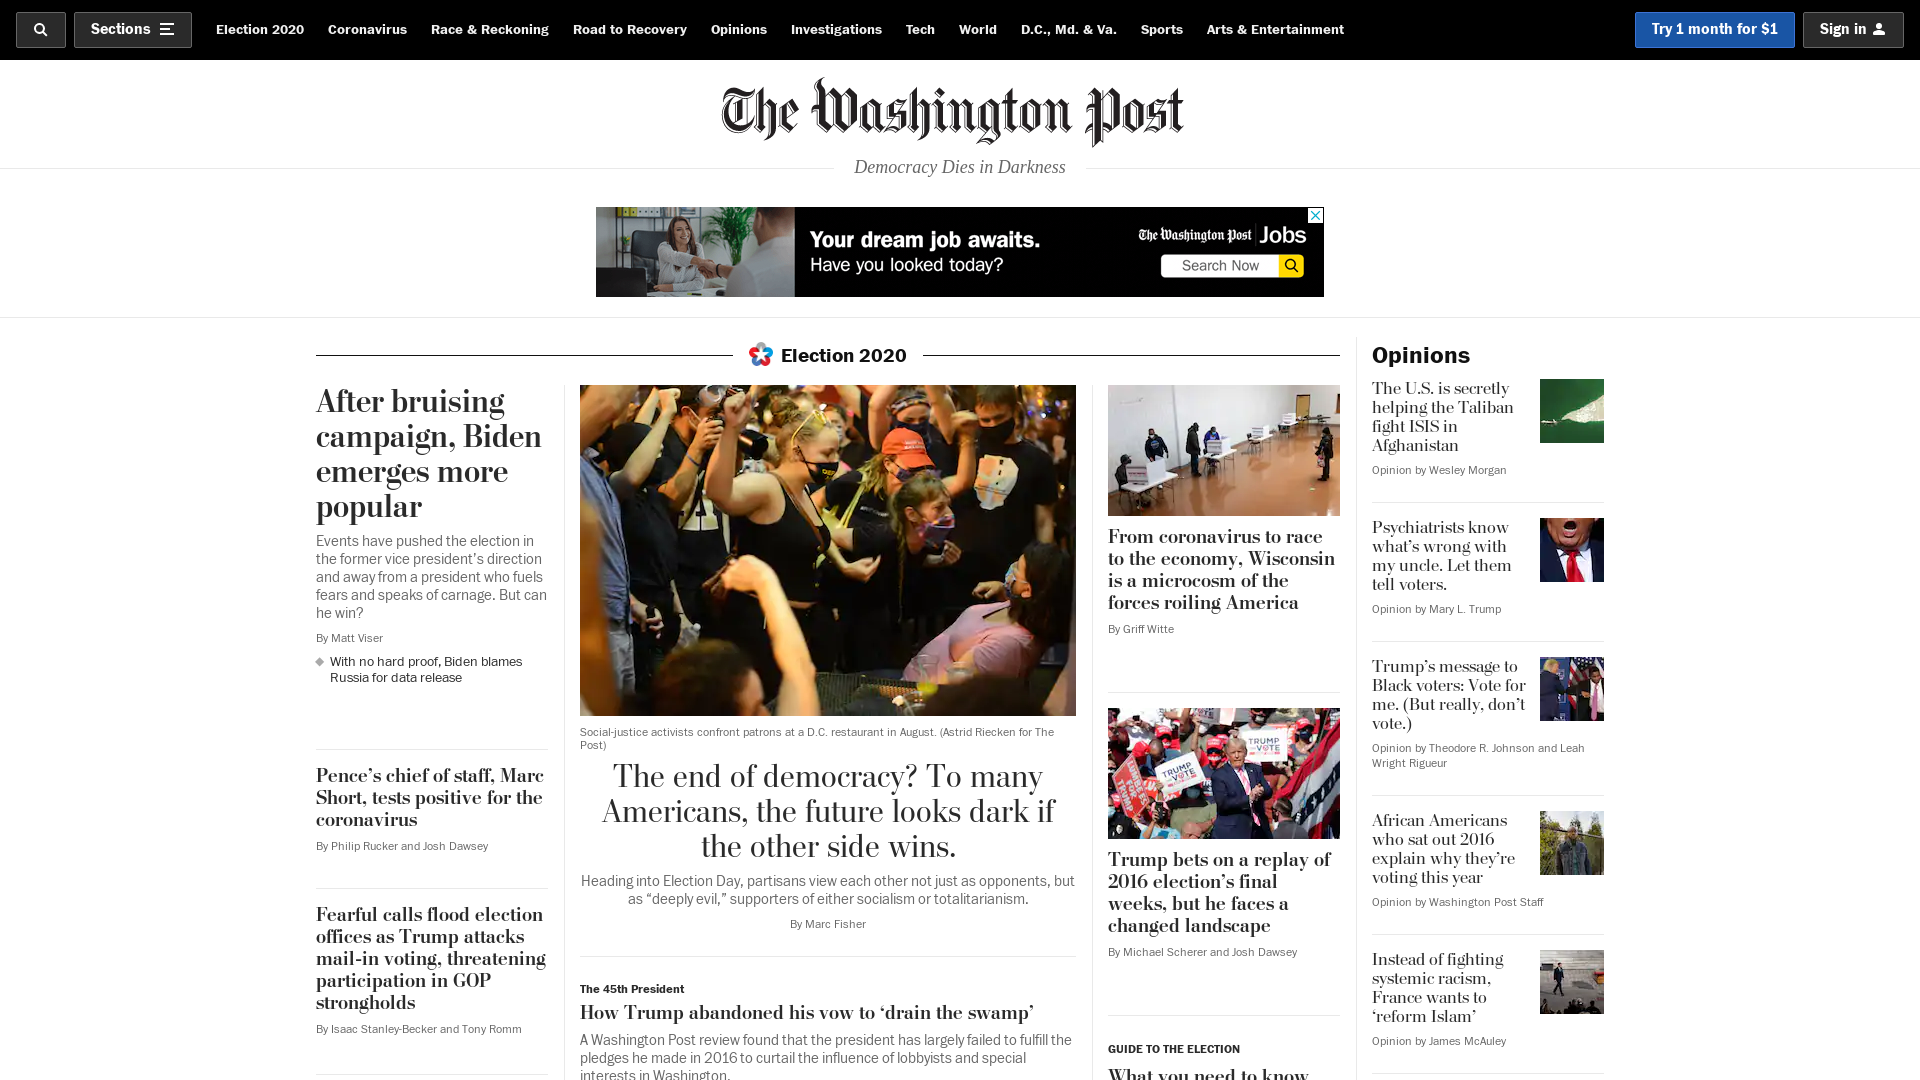 Sections
Election 2020
Coronavirus
Race & Reckoning
Road to Recovery
Opinions
Investigations
Tech
World
D.C., Md. & Va.
Sports
Arts & Entertainment
Try 1 month for $1
Sign in
The Washington Post
Democracy Dies in Darkness
Your dream job awaits.
Have you looked today?
The Washington Post Jobs
Search Now
Election 2020
After bruising
campaign, Biden
emerges more
popular
Events have pushed the election in
the former vice president’s direction
and away from a president who fuels
fears and speaks of carnage. But can
he win?
By Matt Viser
With no hard proof, Biden blames
Russia for data release
Pence’s chief of staff, Marc
Short, tests positive for the
coronavirus
By Philip Rucker and Josh Dawsey
Fearful calls flood election
offices as Trump attacks
mail-in voting, threatening
participation in GOP
strongholds
By Isaac Stanley-Becker and Tony Romm
Social-justice activists confront patrons at a D.C. restaurant in August. (Astrid Riecken for The
Post)
The end of democracy? To many
Americans, the future looks dark if
the other side wins.
Heading into Election Day, partisans view each other not just as opponents, but
as “deeply evil,” supporters of either socialism or totalitarianism.
By Marc Fisher
The 45th President
How Trump abandoned his vow to ‘drain the swamp’
A Washington Post review found that the president has largely failed to fulfill the
pledges he made in 2016 to curtail the influence of lobbyists and special
interests in Washington.
From coronavirus to race
to the economy, Wisconsin
is a microcosm of the
forces roiling America
By Griff Witte
TRUMP
VOTE
TRUMP
VOTE
Trump bets on a replay of
2016 election’s final
weeks, but he faces a
changed landscape
By Michael Scherer and Josh Dawsey
GUIDE TO THE ELECTION
What you need to know
Opinions
The U.S. is secretly
helping the Taliban
fight ISIS in
Afghanistan
Opinion by Wesley Morgan
Psychiatrists know
what’s wrong with
my uncle. Let them
tell voters.
Opinion by Mary L. Trump
Trump’s message to
Black voters: Vote for
me. (But really, don’t
vote.)
Opinion by Theodore R. Johnson and Leah
Wright Rigueur
African Americans
who sat out 2016
explain why they’re
voting this year
Opinion by Washington Post Staff
Instead of fighting
systemic racism,
France wants to
‘reform Islam’
Opinion by James McAuley